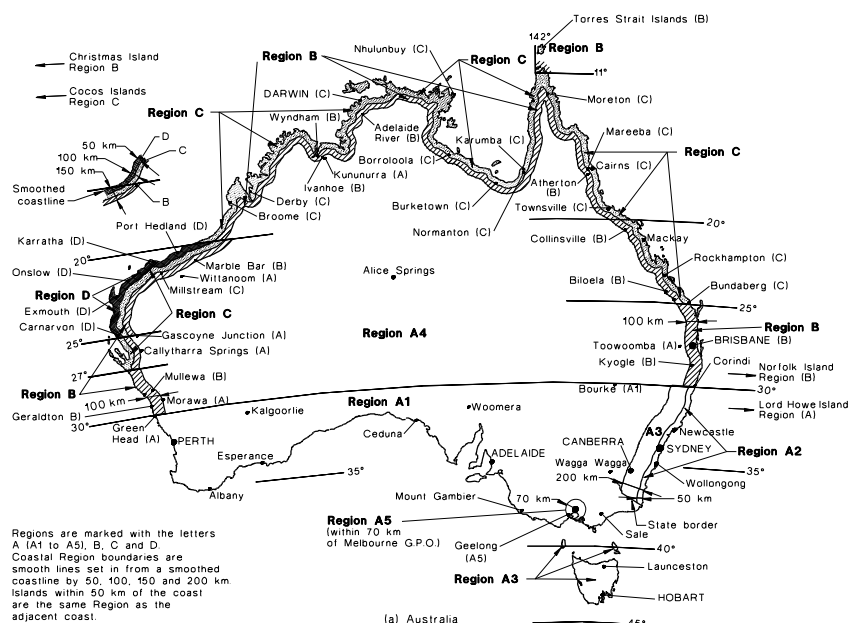 Torres Strait Islands (B)
142°
Region B
11°
Christmas Island
Region B
Cocos Islands
Region C
Nhulunbuy (C)
Region B
Region C
DARWIN (C)
Region C
Wyndham (B)
Adelaide
River (B)
Moreton (C)
50 km
100 km
150 km
D
C
B
Smoothed
coastline
Karumba (C)
Mareeba (C)
Borroloola (C)
Kununurra (A)
Ivanhoe (B)
Region C
Cairns (C)
Atherton
(B)
Derby (C)
Broome (C)
Burketown (C)
Townsville (C)
Normanton (C)
20°
Port Hedland (D)
Collinsville (B)
Mackay
Karratha (D)
20°
Marble Bar (B)
Wittanoom (A)
Millstream (C)
Onslow (D)
Alice Springs
Rockhampton (C)
Biloela (B)
Bundaberg (C)
Region D
Exmouth (D)
Region C
25°
Carnarvon (D)
Gascoyne Junction (A)
100 km
Region B
25°
Callytharra Springs (A)
Region A4
Toowoomba (A)
BRISBANE (B)
Kyogle (B)
Corindi
27°
Mullewa (B)
Norfolk Island
Region (B)
Region B
100 km
Morawa (A)
Bourke (A1)
30°
Geraldton B)
30°
Green
Head (A)
Region A1
Lord Howe Island
Region (A)
Kalgoorlie
Woomera
Ceduna
A3
Newcastle
PERTH
CANBERRA
SYDNEY
Region A2
Esperance
ADELAIDE
Wagga Wagga
35°
35°
200 km
Wollongong
Albany
Mount Gambier
70 km
50 km
Region A5
(within 70 km
of Melbourne G.P.O.)
State border
Sale
Geelong
(A5)
40°
Region A3
Launceston
HOBART
Regions are marked with the letters
A (A1 to A5), B, C and D.
Coastal Region boundaries are
smooth lines set in from a smoothed
coastline by 50, 100, 150 and 200 km.
Islands within 50 km of the coast
are the same Region as the
adjacent coast.
(a) Australia
45°